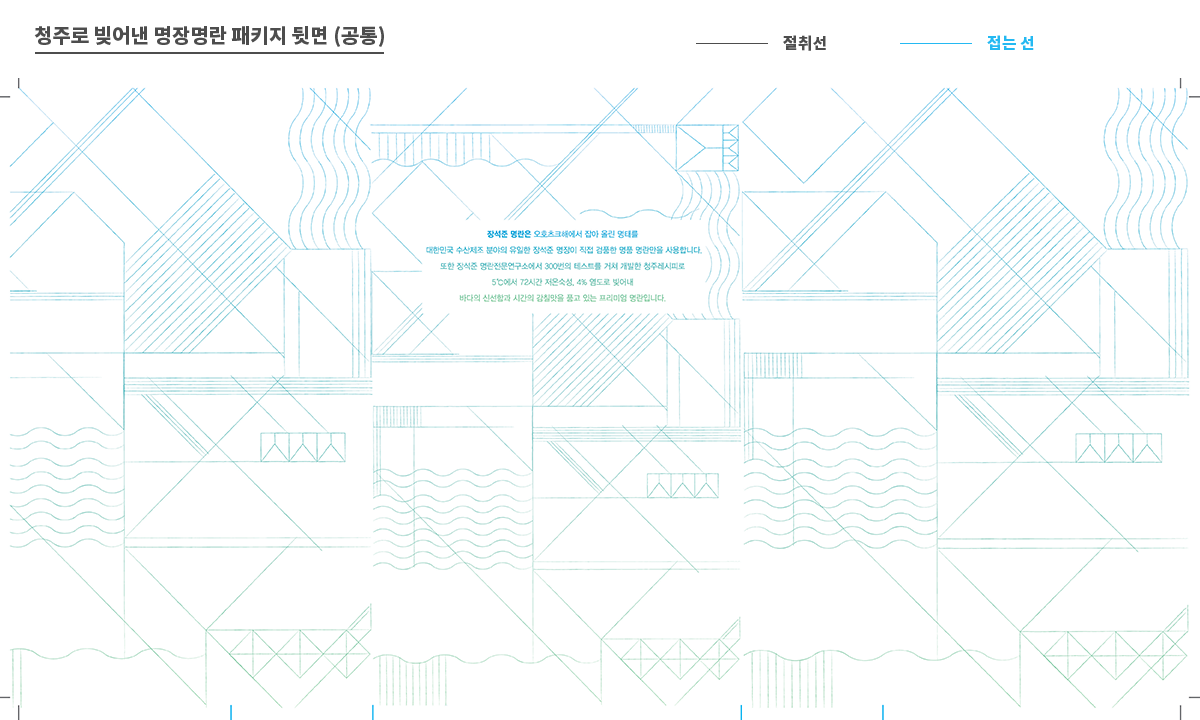 청주로 빚어낸 명장명란 패키지 뒷면 (공통)
절취선
접는 선
장석준 명란은 오호츠크해에서 잡아 올린 명태를
대한민국 수산제조 분야의 유일한 장석준 명장이 직접 검품한 명품 명란만을 사용합니다.
또한 장석준 명란전문연구소에서 300번의 테스트를 거쳐 개발한 청주레시피로
5℃에서 72시간 저온숙성, 4% 염도로 빚어내
바다의 신선함과 시간의 감칠맛을 품고 있는 프리미엄 명란입니다.